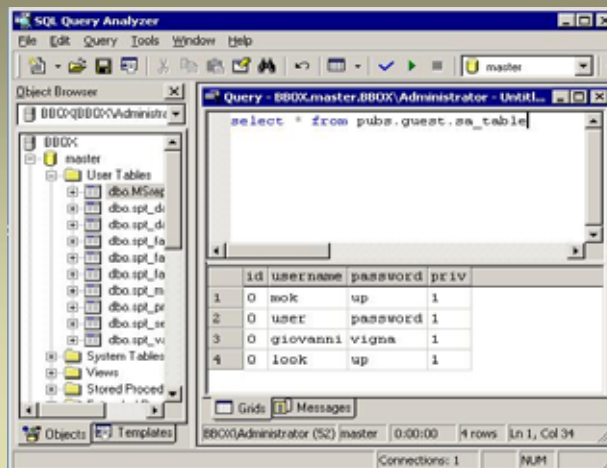 SQL Query Analyzer
File Edit Query Tools Window Help
master
Object Browser
BBOX(BBOX\Administra
Query - BBOX.master.BBOX\Administrator - Untitl...
select * from pubs.guest.sa_table
BBOX
master
User Tables
dbo.MSrep
dbo.spt_da
dbo.spt_da
dbo.spt_fa
dbo.spt_fa
dbo.spt_fa
dbo.spt_m
dbo.spt_pr
dbo.spt_se
dbo.spt_va
System Tables
Views
Stored Proced
id username password priv
1 0 mok up 1
2 0 user password 1
3 0 giovanni vigna 1
4 0 look up 1
Grids Messages
Objects Templates
BBOX\Administrator (52) master 0:00:00 4 rows Ln 1, Col 34
Connections: 1 NUM